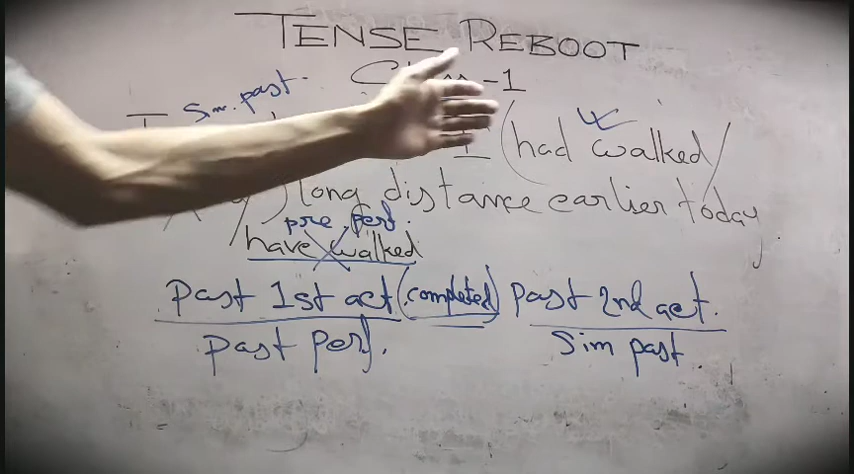 TENSE REBOOT
-1
Sim. past.
I (had walked/
) long distance earlier today
pre perf.
/have walked
Past 1st act (completed) past 2nd act.
Past Perf. Sim past